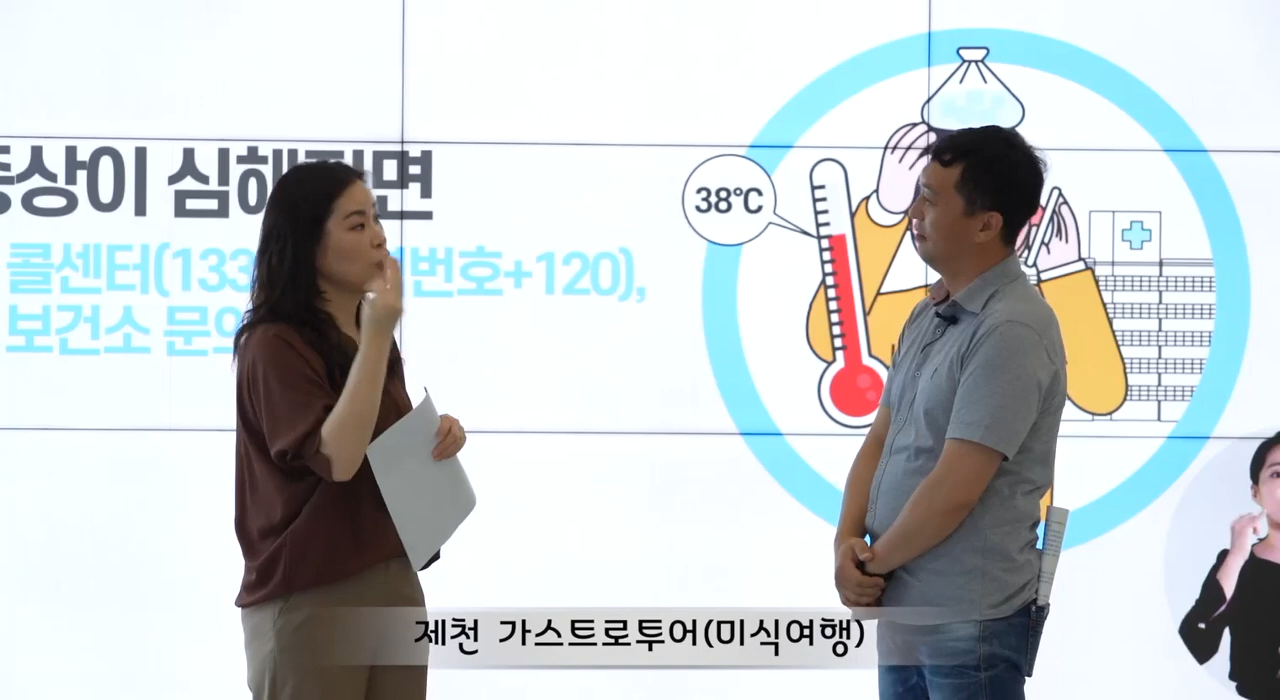 증상이 심해지면
콜센터(133 번호+120),
보건소 문의
38℃
제천 가스트로투어(미식여행)